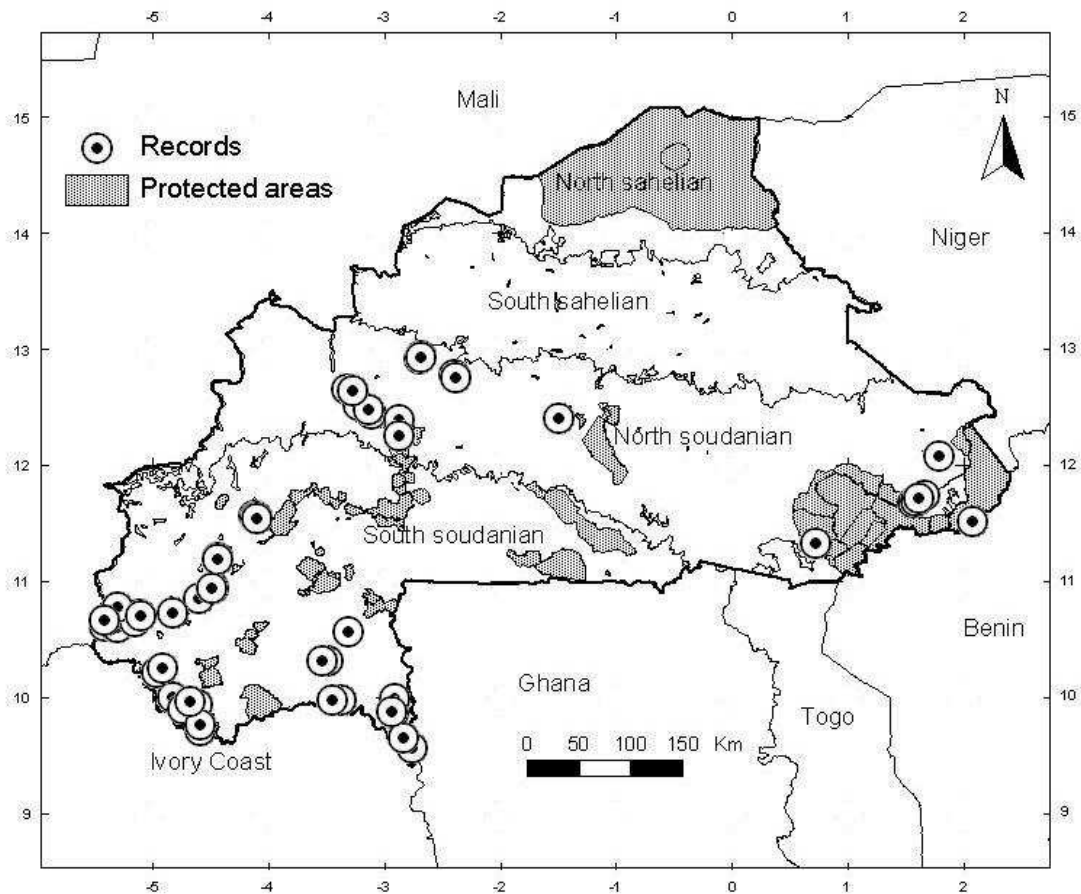 -5 -4 -3 -2 -1 0 1 2
Mali
15 15
N
Records
Protected areas
North sahelian
14 14
Niger
South sahelian
13 13
North soudanian
12 12
South soudanian
11 11
Benin
Ghana
10 10
Togo
0 50 100 150 Km
Ivory Coast
9 9
-5 -4 -3 -2 -1 0 1 2